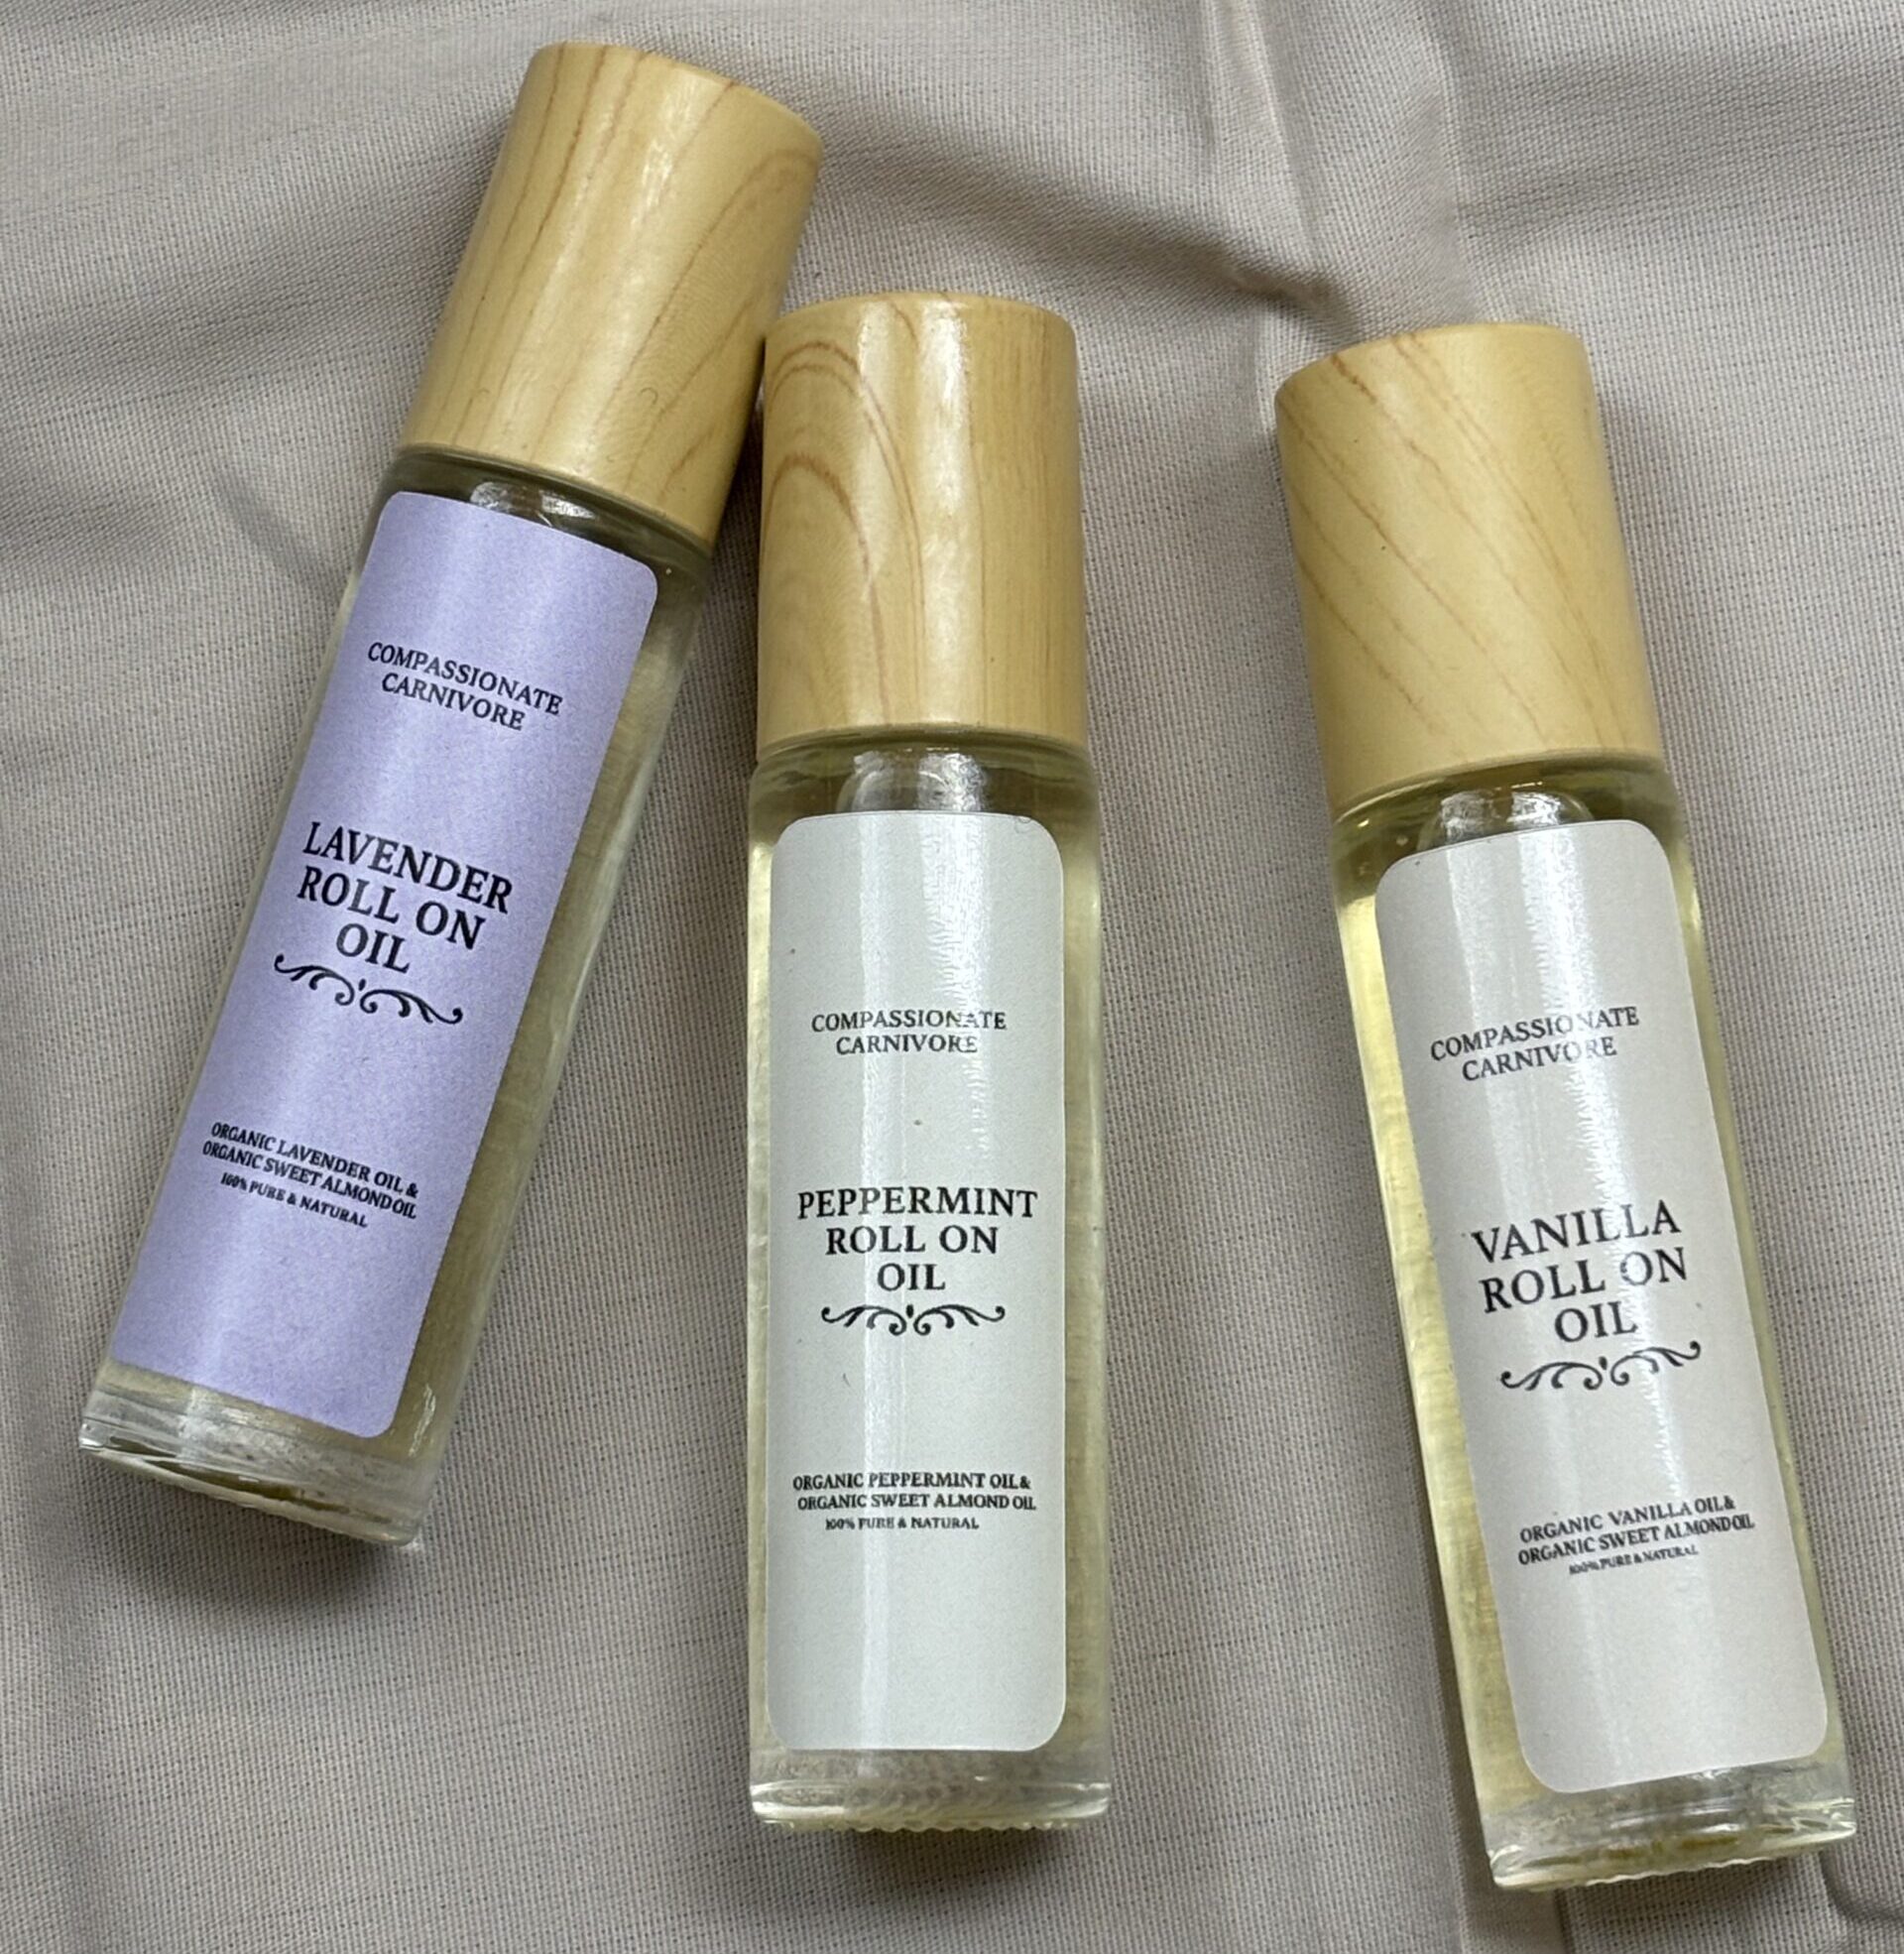 COMPASSIONATE
CARNIVORE
LAVENDER
ROLL ON
OIL
ORGANIC LAVENDER OIL &
ORGANIC SWEET ALMOND OIL
100% PURE & NATURAL
COMPASSIONATE
CARNIVORE
PEPPERMINT
ROLL ON
OIL
ORGANIC PEPPERMINT OIL &
ORGANIC SWEET ALMOND OIL
100% PURE & NATURAL
COMPASSIONATE
CARNIVORE
VANILLA
ROLL ON
OIL
ORGANIC VANILLA OIL &
ORGANIC SWEET ALMOND OIL
100% PURE & NATURAL